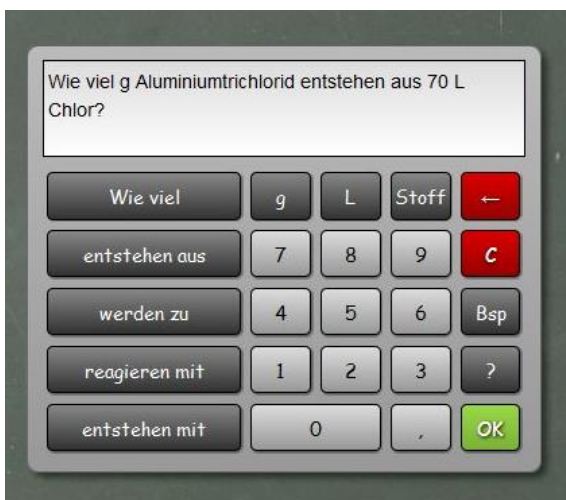 Wie viel g Aluminiumtrichlorid entstehen aus 70 L
Chlor?
Wie viel g L Stoff ←
entstehen aus 7 8 9 C
werden zu 4 5 6 Bsp
reagieren mit 1 2 3 ?
entstehen mit 0 , OK